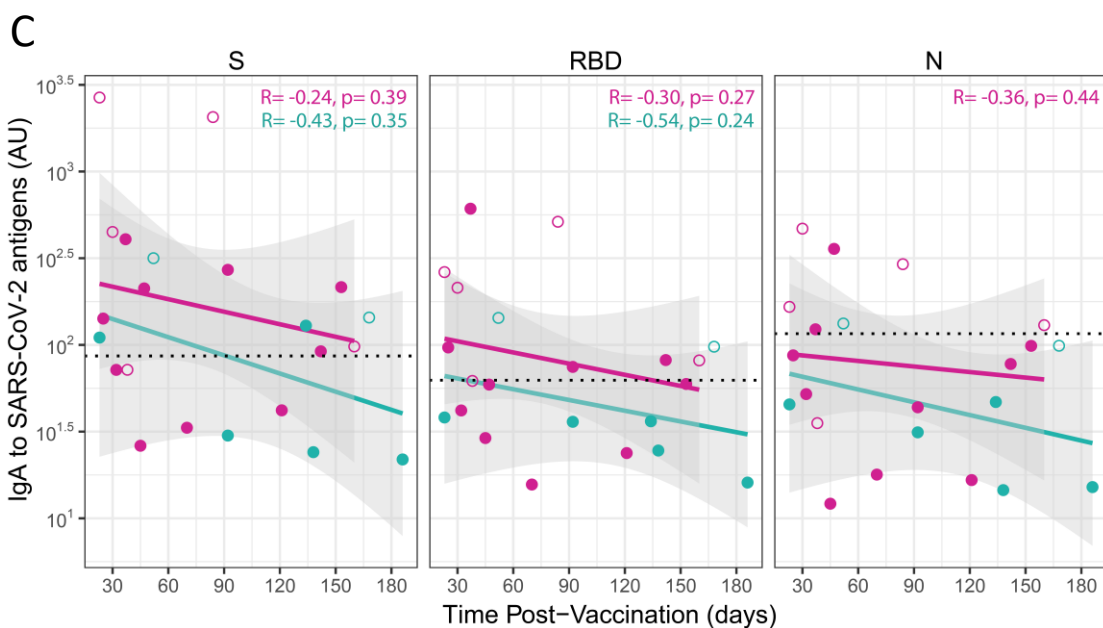 C
S
RBD
N
R= -0.24, p= 0.39
R= -0.43, p= 0.35
R= -0.30, p= 0.27
R= -0.54, p= 0.24
R= -0.36, p= 0.44
IgA to SARS-CoV-2 antigens (AU)
10^3.5
10^3
10^2.5
10^2
10^1.5
10^1
30 60 90 120 150 180
30 60 90 120 150 180
30 60 90 120 150 180
Time Post−Vaccination (days)